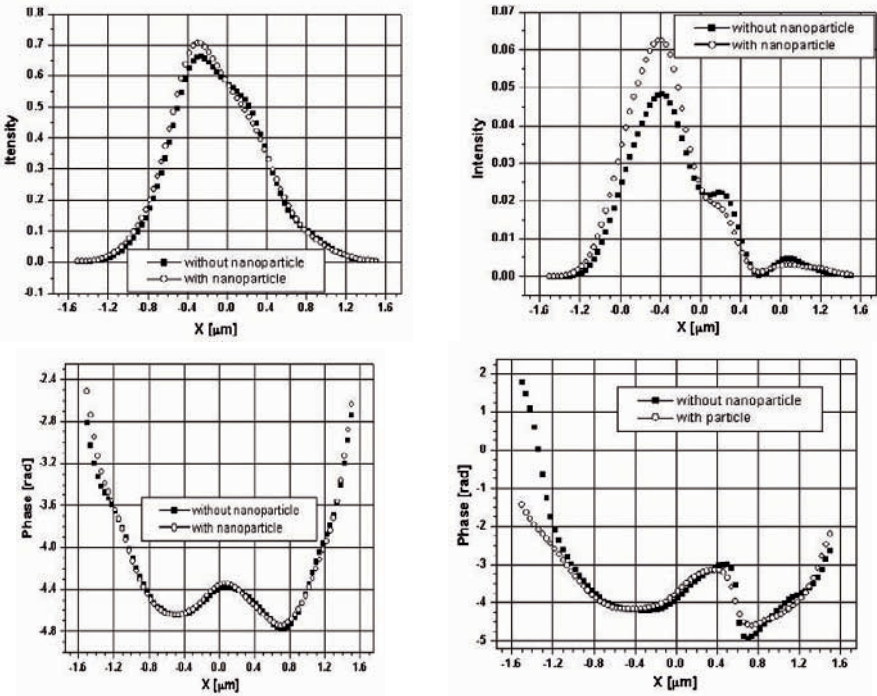 0.8
0.7
0.6
0.5
0.4
0.3
0.2
0.1
0.0
-0.1
Itensity
without nanoparticle
with nanoparticle
-1.6 -1.2 -0.8 -0.4 0.0 0.4 0.8 1.2 1.6
X [μm]
0.07
0.06
0.05
0.04
0.03
0.02
0.01
0.00
Intensity
without nanoparticle
with nanoparticle
-1.6 -1.2 -0.8 -0.4 0.0 0.4 0.8 1.2 1.6
X [μm]
-2.4
-2.8
-3.2
-3.6
-4.0
-4.4
-4.8
Phase [rad]
without nanoparticle
with nanoparticle
-1.6 -1.2 -0.8 -0.4 0.0 0.4 0.8 1.2 1.6
X [μm]
2
1
0
-1
-2
-3
-4
-5
Phase [rad]
without nanoparticle
with particle
-1.6 -1.2 -0.8 -0.4 0.0 0.4 0.8 1.2 1.6
X [μm]